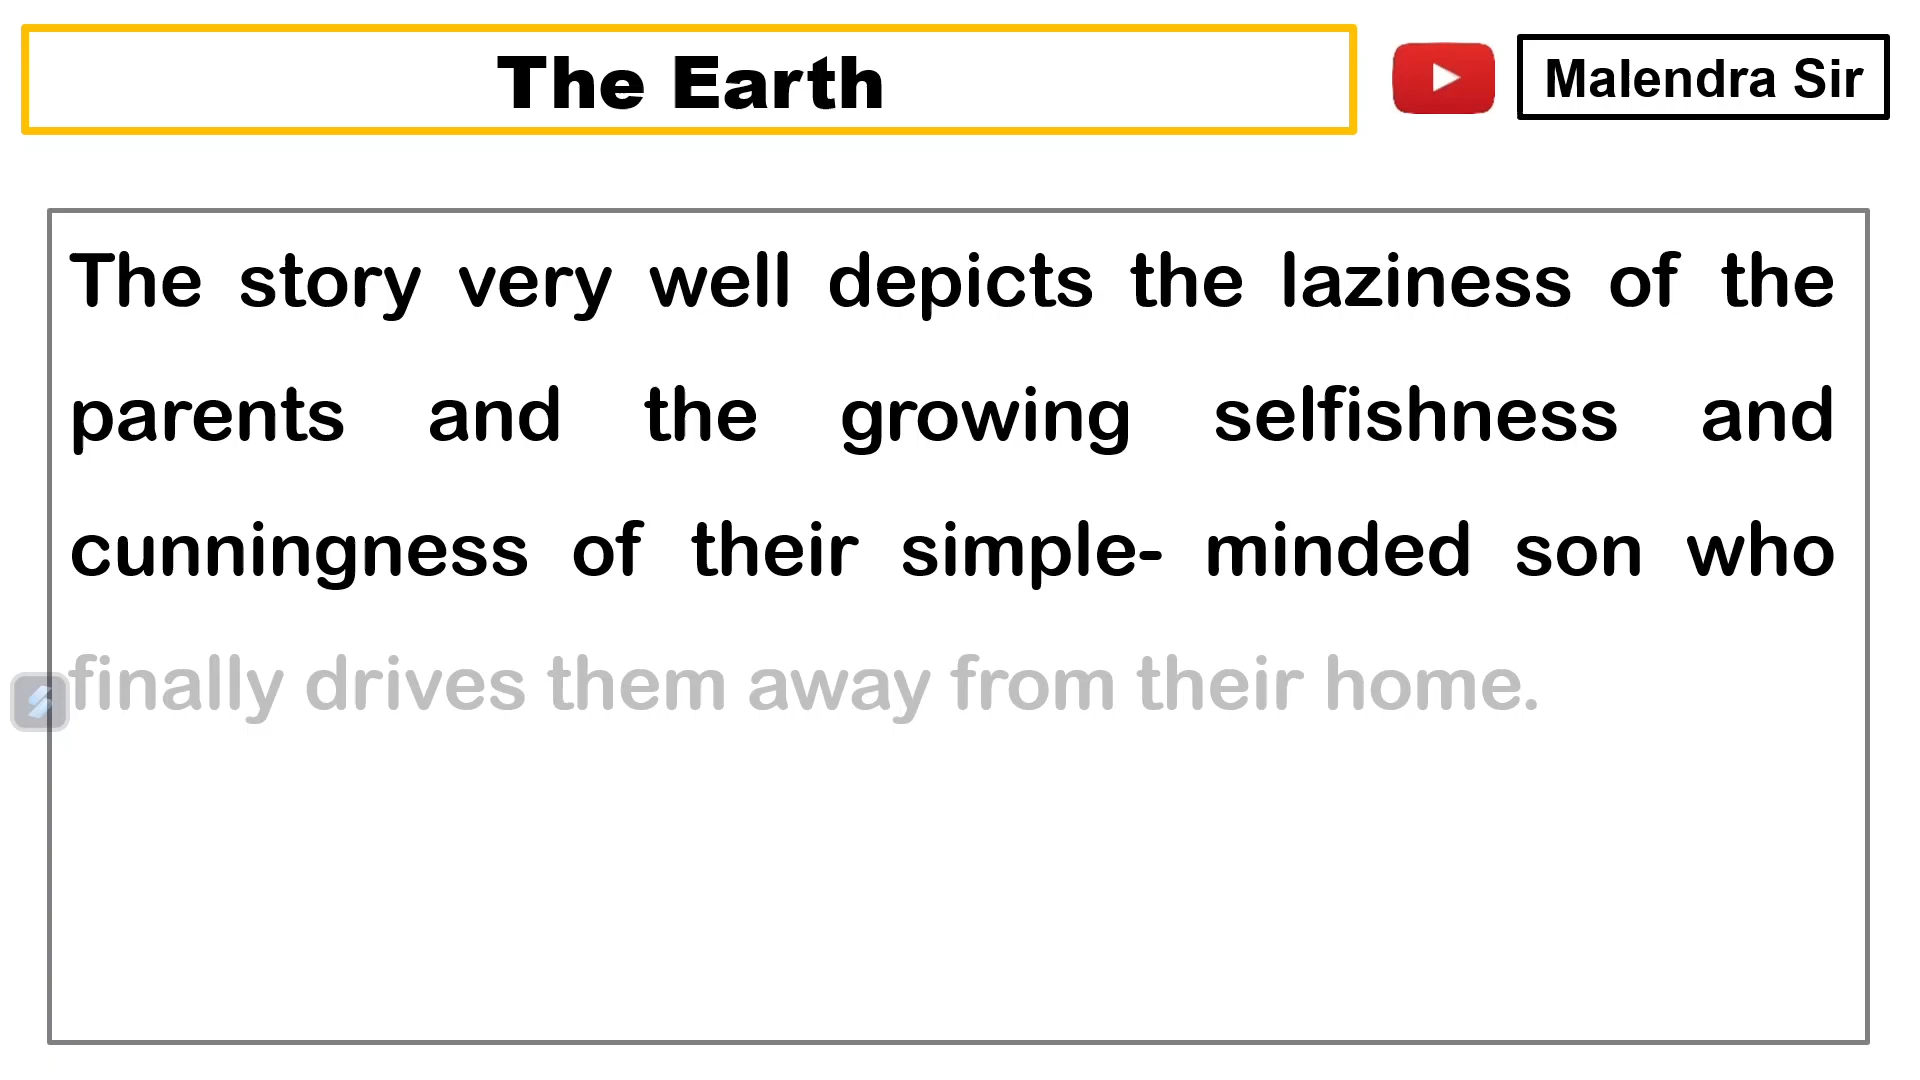 The Earth
Malendra Sir
The story very well depicts the laziness of the
parents and the growing selfishness and
cunningness of their simple- minded son who
finally drives them away from their home.